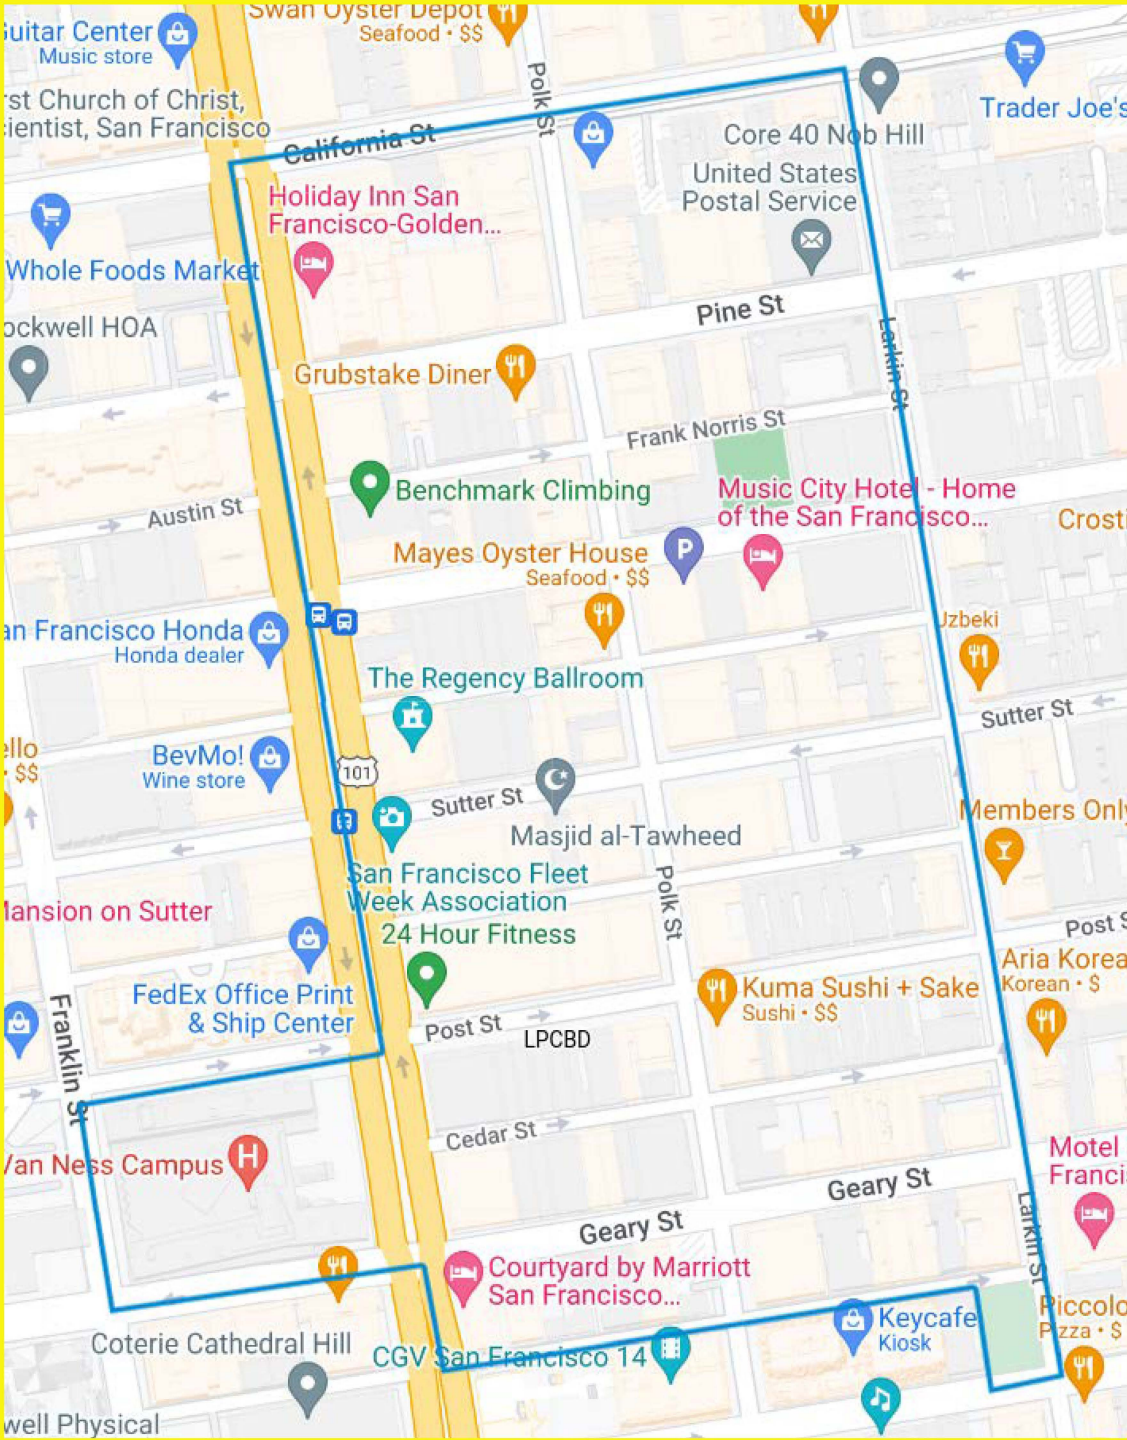 Swan Oyster Depot
Seafood • $$
Guitar Center
Music store
Polk St
rst Church of Christ,
cientist, San Francisco
Trader Joe's
California St
Core 40 Nob Hill
United States
Postal Service
Holiday Inn San
Francisco-Golden...
Whole Foods Market
Pine St
ockwell HOA
Larkin St
Grubstake Diner
Frank Norris St
Benchmark Climbing
Music City Hotel - Home
of the San Francisco...
Austin St
Crosti
Mayes Oyster House
Seafood • $$
P
an Francisco Honda
Honda dealer
Uzbeki
The Regency Ballroom
Sutter St
ello
• $$
BevMo!
Wine store
101
Sutter St
Members Only
Masjid al-Tawheed
San Francisco Fleet
Week Association
Mansion on Sutter
Polk St
24 Hour Fitness
Post S
Aria Korea
Korean • $
FedEx Office Print
& Ship Center
Kuma Sushi + Sake
Sushi • $$
Franklin St
Post St
LPCBD
Cedar St
Van Ness Campus
H
Motel
Franci
Geary St
Geary St
Larkin St
Courtyard by Marriott
San Francisco...
Keycafe
Kiosk
Piccolo
Pizza • $
Coterie Cathedral Hill
CGV San Francisco 14
well Physical